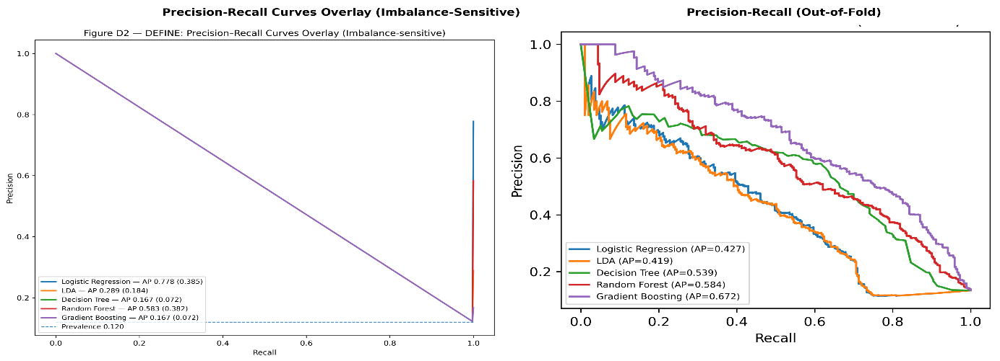 Precision-Recall Curves Overlay (Imbalance-Sensitive)
Figure D2 — DEFINE: Precision–Recall Curves Overlay (Imbalance-sensitive)
Precision
1.0
0.8
0.6
0.4
0.2
Logistic Regression — AP 0.778 (0.385)
LDA — AP 0.289 (0.184)
Decision Tree — AP 0.167 (0.072)
Random Forest — AP 0.583 (0.382)
Gradient Boosting — AP 0.167 (0.072)
Prevalence 0.120
0.0 0.2 0.4 0.6 0.8 1.0
Recall
Precision-Recall (Out-of-Fold)
Precision
1.0
0.8
0.6
0.4
0.2
Logistic Regression (AP=0.427)
LDA (AP=0.419)
Decision Tree (AP=0.539)
Random Forest (AP=0.584)
Gradient Boosting (AP=0.672)
0.0 0.2 0.4 0.6 0.8 1.0
Recall